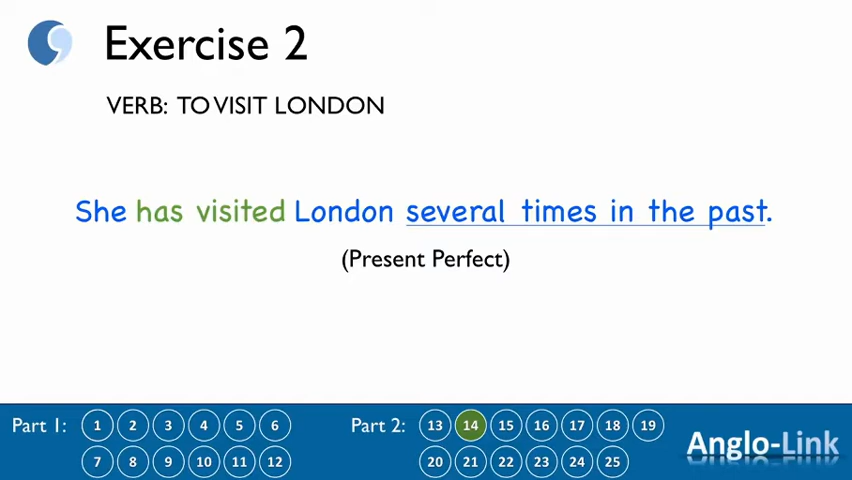 Exercise 2
VERB: TO VISIT LONDON
She has visited London several times in the past.
(Present Perfect)
Part 1: 1 2 3 4 5 6
7 8 9 10 11 12
Part 2: 13 14 15 16 17 18 19
20 21 22 23 24 25
Anglo-Link